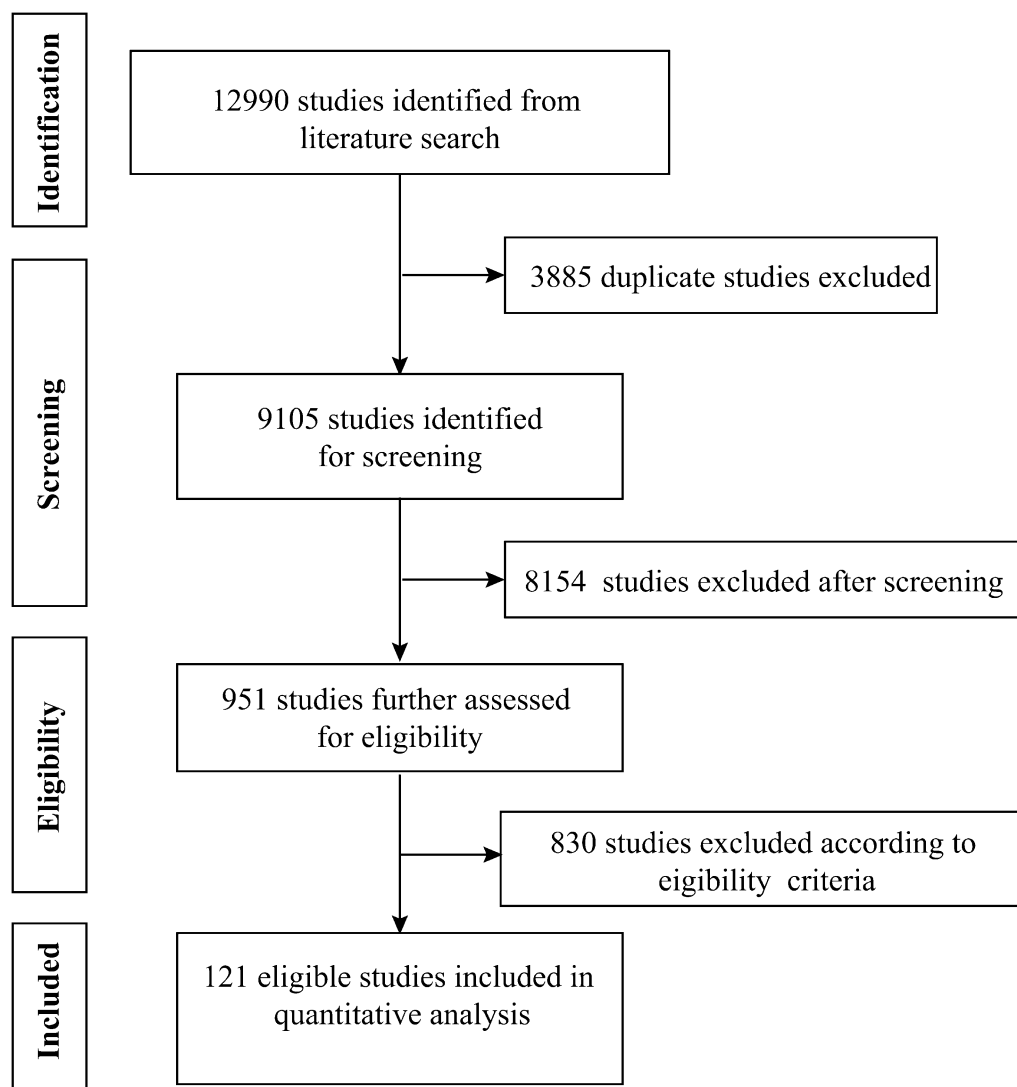 Identification
12990 studies identified from
literature search
3885 duplicate studies excluded
Screening
9105 studies identified
for screening
8154 studies excluded after screening
Eligibility
951 studies further assessed
for eligibility
830 studies excluded according to
eigibility criteria
Included
121 eligible studies included in
quantitative analysis